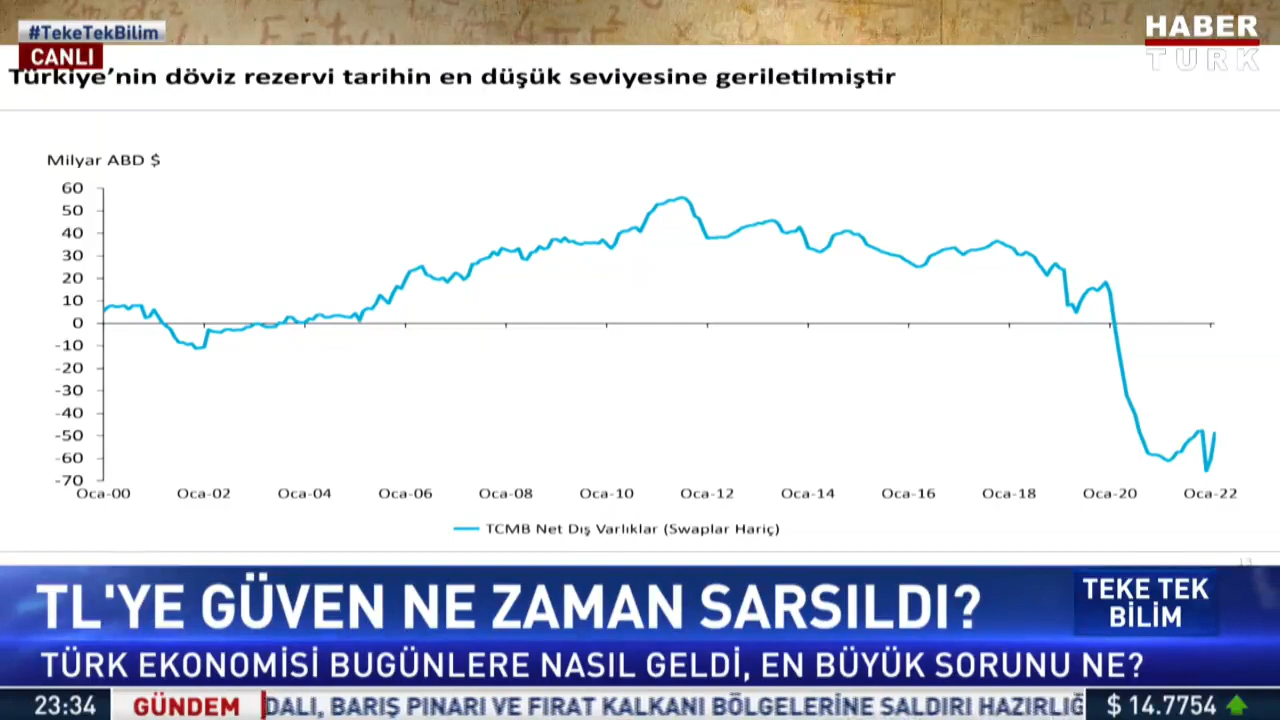 #TekeTekBilim
CANLI
HABER
TURK
Türkiye’nin döviz rezervi tarihin en düşük seviyesine geriletilmiştir
Milyar ABD $
60
50
40
30
20
10
0
-10
-20
-30
-40
-50
-60
-70
Oca-00 Oca-02 Oca-04 Oca-06 Oca-08 Oca-10 Oca-12 Oca-14 Oca-16 Oca-18 Oca-20 Oca-22
TCMB Net Dış Varlıklar (Swaplar Hariç)
13
TL'YE GÜVEN NE ZAMAN SARSILDI?
TEKE TEK
BİLİM
TÜRK EKONOMİSİ BUGÜNLERE NASIL GELDİ, EN BÜYÜK SORUNU NE?
23:34 GÜNDEM DALI, BARIŞ PINARI VE FIRAT KALKANI BÖLGELERİNE SALDIRI HAZIRLIĞ $ 14.7754